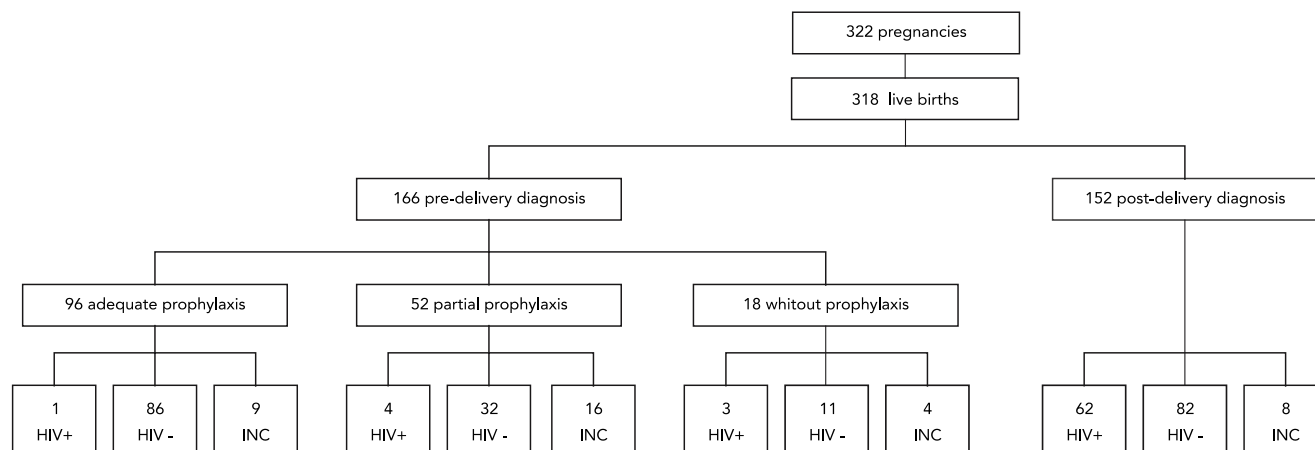 322 pregnancies
318 live births
166 pre-delivery diagnosis
152 post-delivery diagnosis
96 adequate prophylaxis
52 partial prophylaxis
18 whitout prophylaxis
1
HIV+
86
HIV -
9
INC
4
HIV+
32
HIV -
16
INC
3
HIV+
11
HIV -
4
INC
62
HIV+
82
HIV -
8
INC